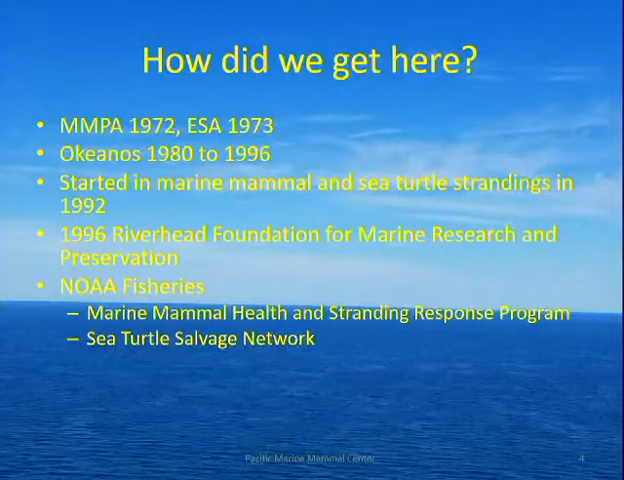 How did we get here?
• MMPA 1972, ESA 1973
• Okeanos 1980 to 1996
• Started in marine mammal and sea turtle strandings in
1992
• 1996 Riverhead Foundation for Marine Research and
Preservation
• NOAA Fisheries
– Marine Mammal Health and Stranding Response Program
– Sea Turtle Salvage Network
Pacific Marine Mammal Center 4